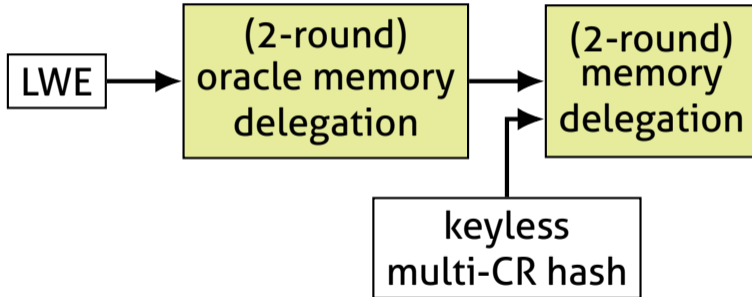 LWE
(2-round)
oracle memory
delegation
(2-round)
memory
delegation
keyless
multi-CR hash